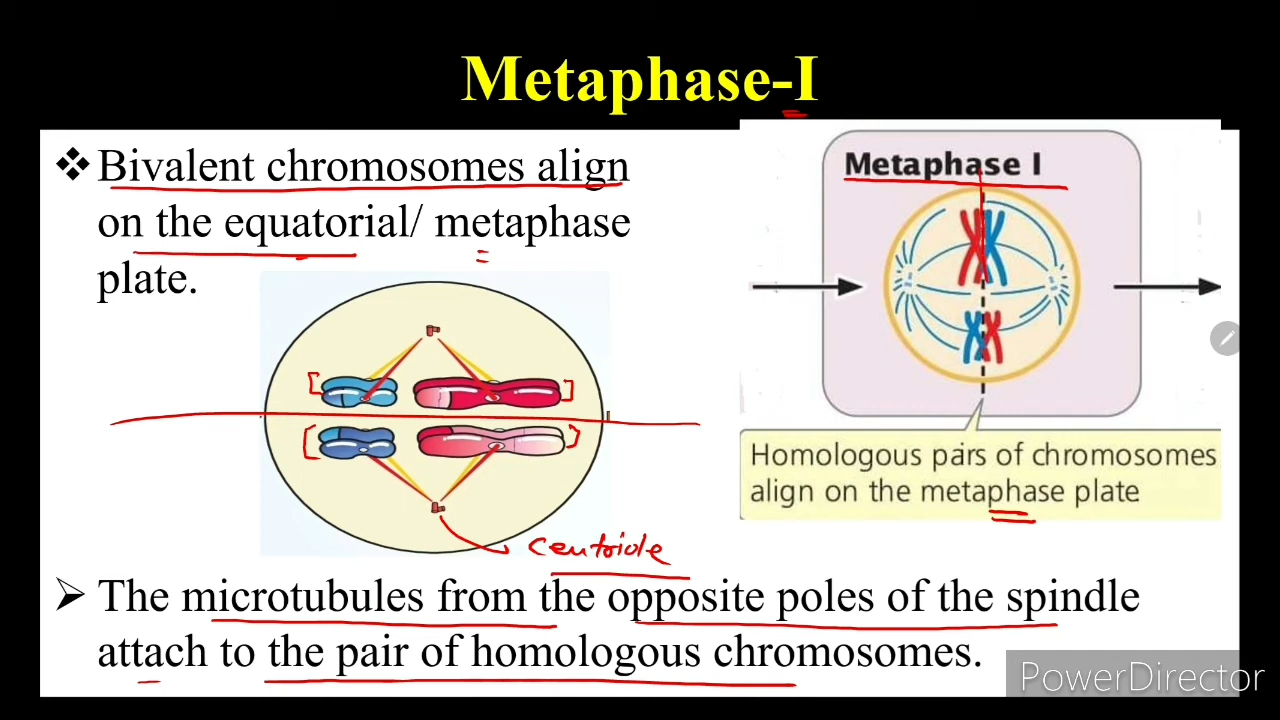 Metaphase-I
❖ Bivalent chromosomes align
on the equatorial/ metaphase
plate.
Metaphase I
Homologous pairs of chromosomes
align on the metaphase plate
Centriole
➤ The microtubules from the opposite poles of the spindle
attach to the pair of homologous chromosomes.
PowerDirector